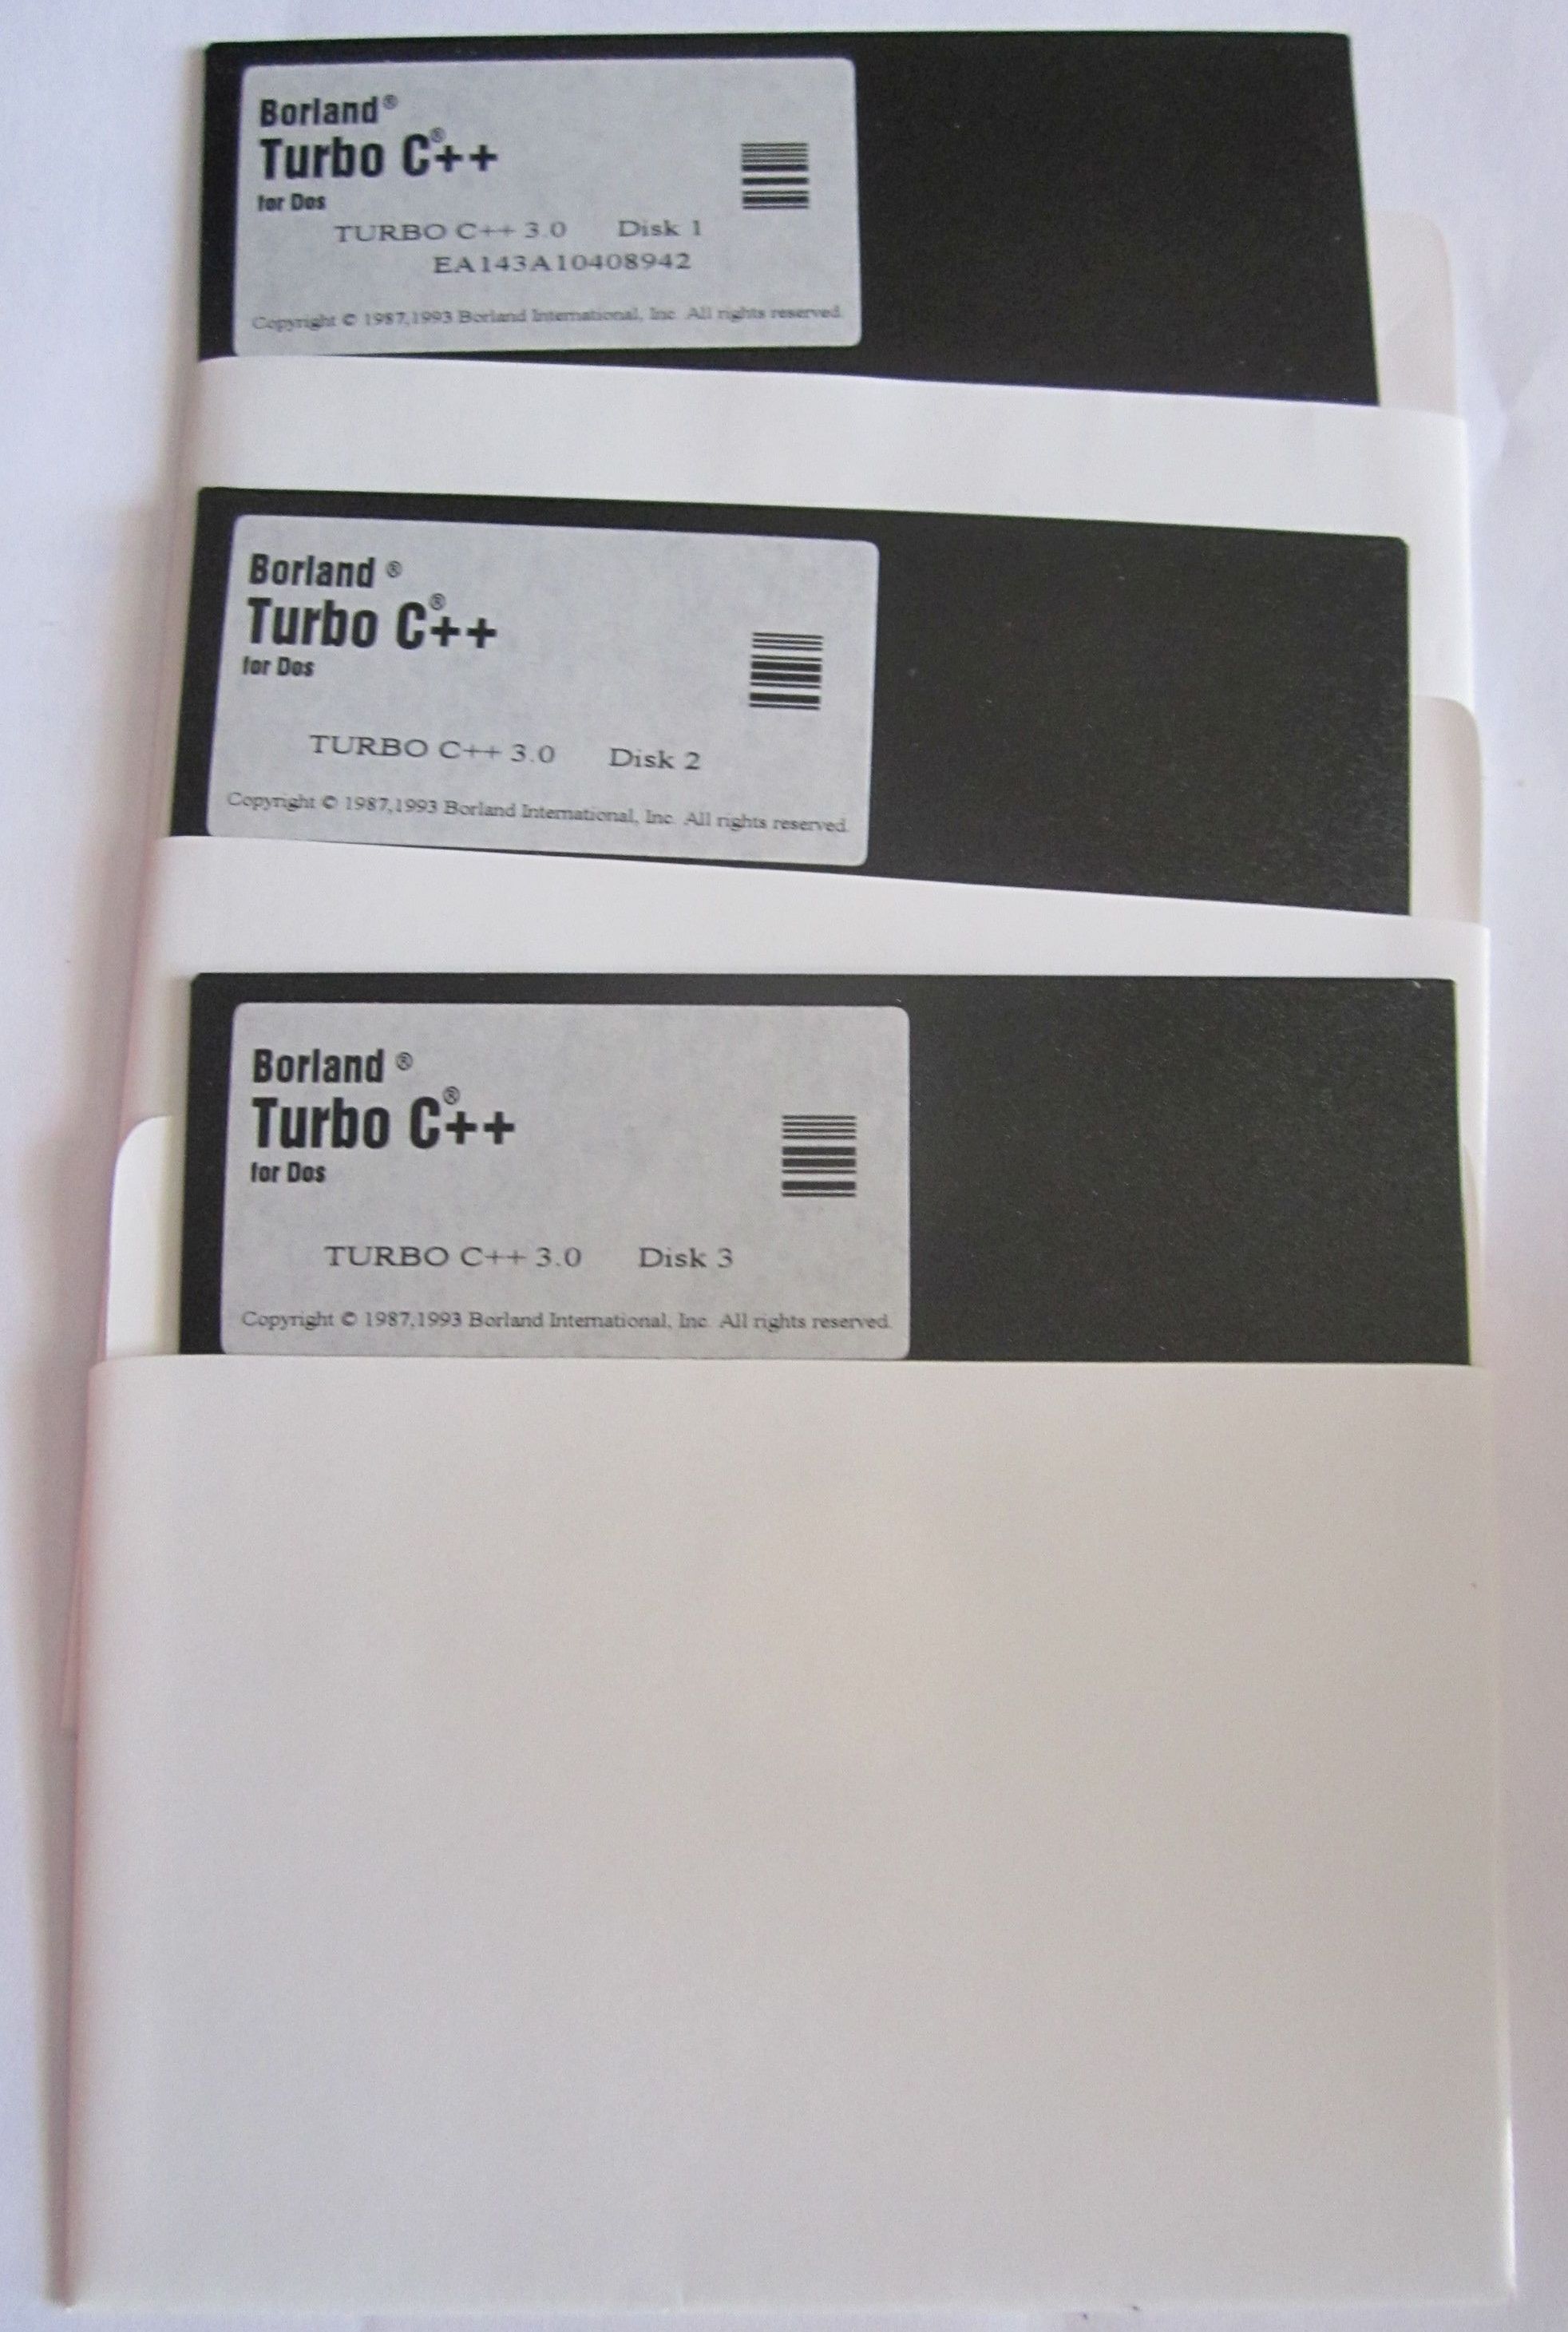 Borland®
Turbo C®++
for Dos
TURBO C++ 3.0 Disk 1
EA143A10408942
Copyright © 1987,1993 Borland International, Inc. All rights reserved.
Borland ®
Turbo C®++
for Dos
TURBO C++ 3.0 Disk 2
Copyright © 1987,1993 Borland International, Inc. All rights reserved.
Borland ®
Turbo C®++
for Dos
TURBO C++ 3.0 Disk 3
Copyright © 1987,1993 Borland International, Inc. All rights reserved.